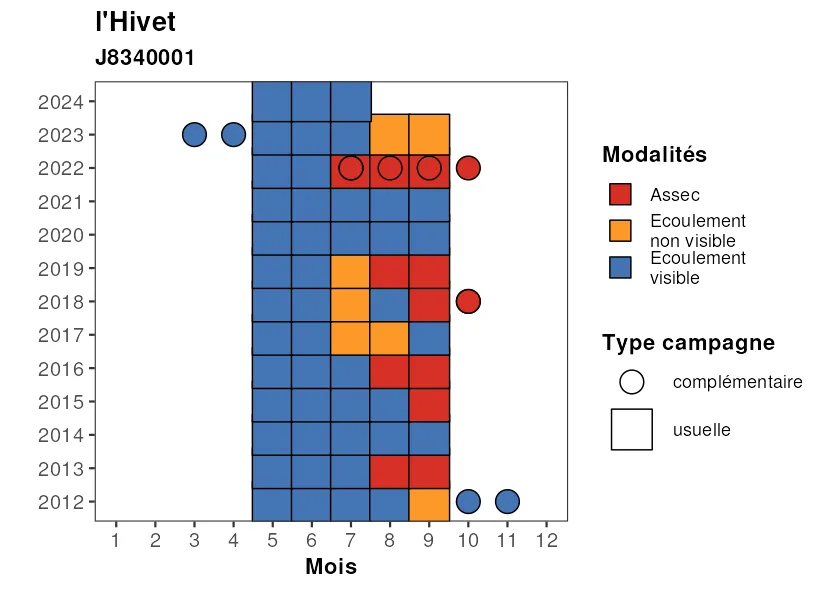 l'Hivet
J8340001
2024
2023
2022
2021
2020
2019
2018
2017
2016
2015
2014
2013
2012
1 2 3 4 5 6 7 8 9 10 11 12
Mois
Modalités
Assec
Ecoulement
non visible
Ecoulement
visible
Type campagne
complémentaire
usuelle